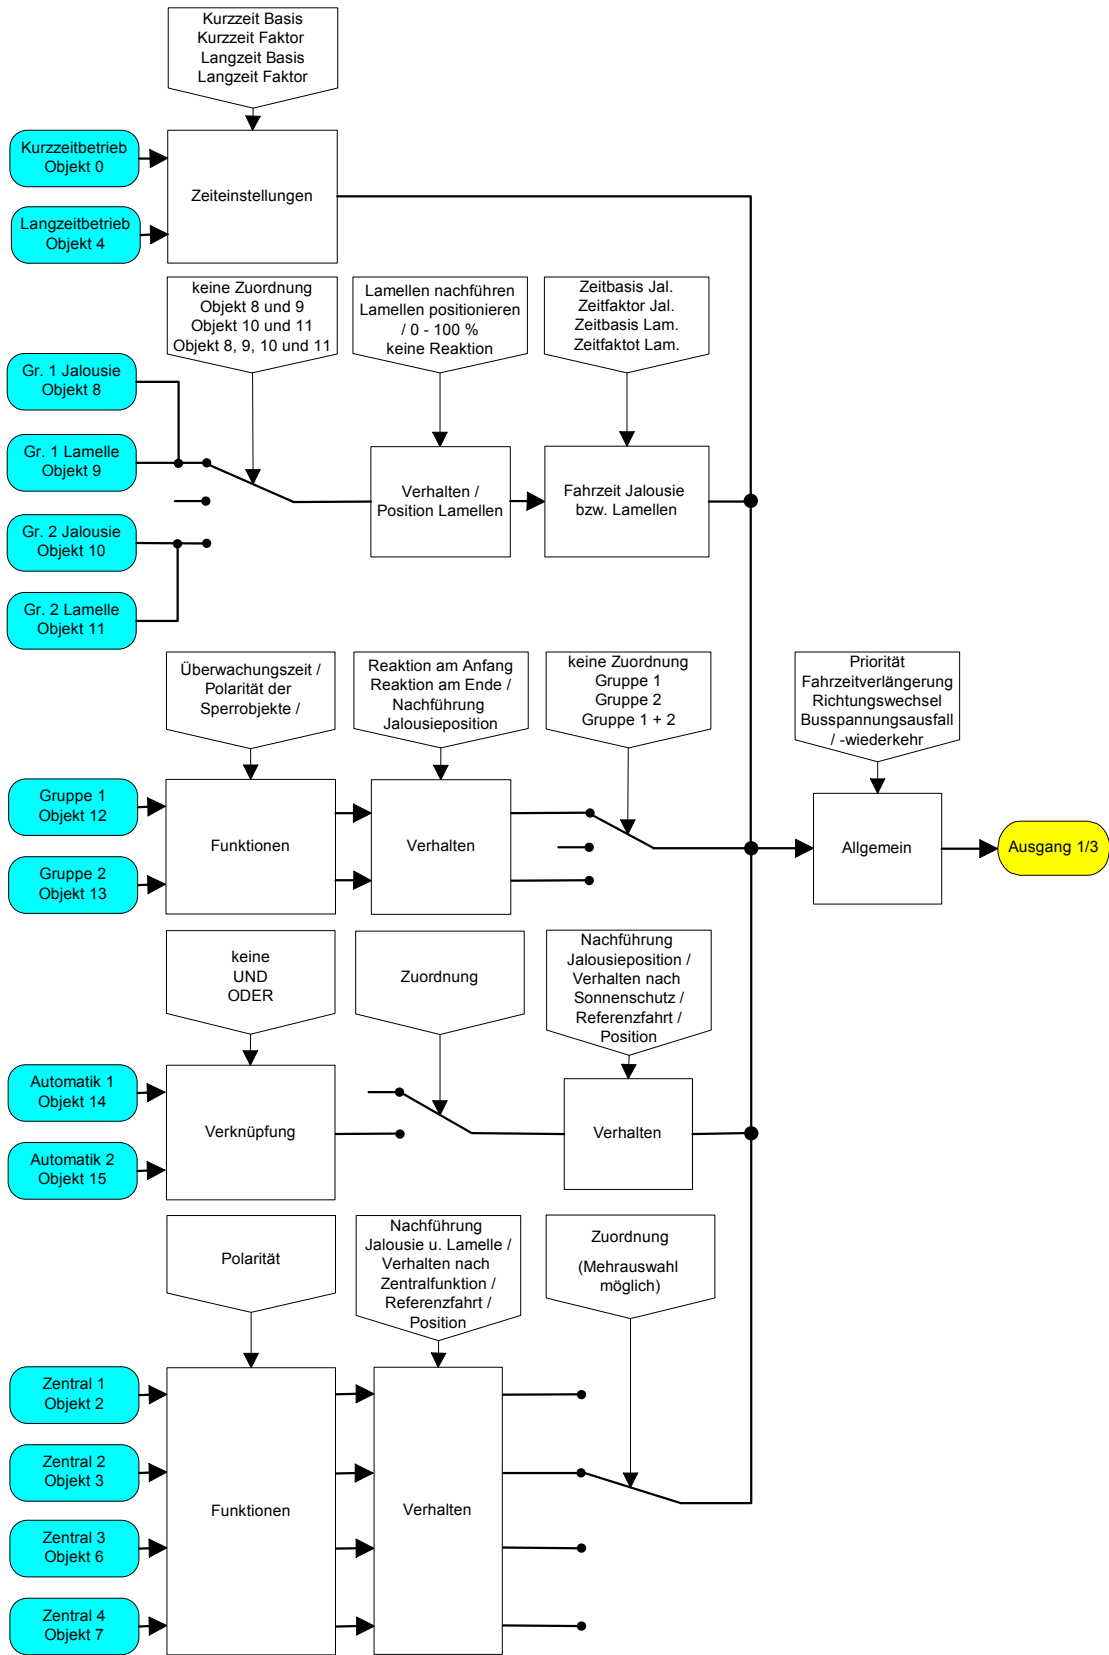 Kurzzeit Basis
Kurzzeit Faktor
Langzeit Basis
Langzeit Faktor
Kurzzeitbetrieb
Objekt 0
Zeiteinstellungen
Langzeitbetrieb
Objekt 4
keine Zuordnung
Objekt 8 und 9
Objekt 10 und 11
Objekt 8, 9, 10 und 11
Lamellen nachführen
Lamellen positionieren
/ 0 - 100 %
keine Reaktion
Zeitbasis Jal.
Zeitfaktor Jal.
Zeitbasis Lam.
Zeitfaktot Lam.
Gr. 1 Jalousie
Objekt 8
Gr. 1 Lamelle
Objekt 9
Gr. 2 Jalousie
Objekt 10
Gr. 2 Lamelle
Objekt 11
Verhalten /
Position Lamellen
Fahrzeit Jalousie
bzw. Lamellen
Überwachungszeit /
Polarität der
Sperrobjekte /
Reaktion am Anfang
Reaktion am Ende /
Nachführung
Jalousieposition
keine Zuordnung
Gruppe 1
Gruppe 2
Gruppe 1 + 2
Priorität
Fahrzeitverlängerung
Richtungswechsel
Busspannungsausfall
/ -wiederkehr
Gruppe 1
Objekt 12
Gruppe 2
Objekt 13
Funktionen
Verhalten
Allgemein
Ausgang 1/3
keine
UND
ODER
Zuordnung
Nachführung
Jalousieposition /
Verhalten nach
Sonnenschutz /
Referenzfahrt /
Position
Automatik 1
Objekt 14
Automatik 2
Objekt 15
Verknüpfung
Verhalten
Polarität
Nachführung
Jalousie u. Lamelle /
Verhalten nach
Zentralfunktion /
Referenzfahrt /
Position
Zuordnung
(Mehrauswahl
möglich)
Zentral 1
Objekt 2
Zentral 2
Objekt 3
Zentral 3
Objekt 6
Zentral 4
Objekt 7
Funktionen
Verhalten